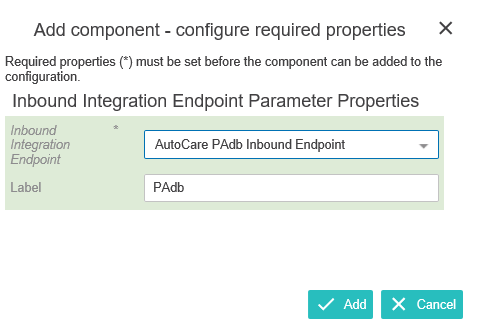 Add component - configure required properties
Required properties (*) must be set before the component can be added to the
configuration.
Inbound Integration Endpoint Parameter Properties
Inbound *
Integration
Endpoint
AutoCare PAdb Inbound Endpoint
Label
PAdb
Add
Cancel